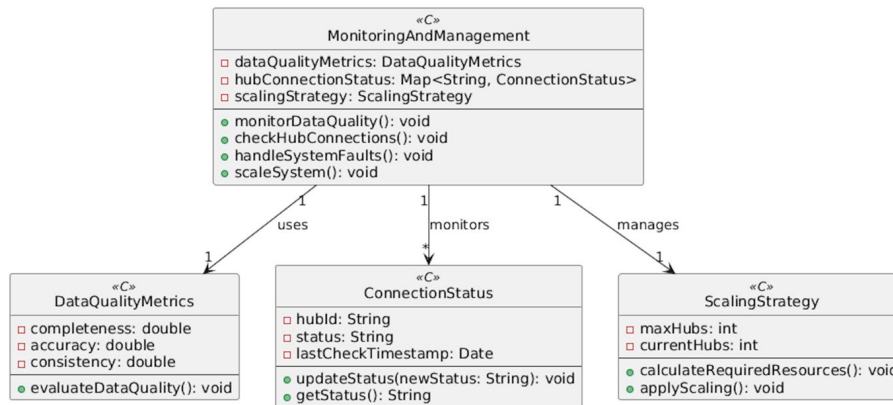 «C»
MonitoringAndManagement
dataQualityMetrics: DataQualityMetrics
hubConnectionStatus: Map<String, ConnectionStatus>
scalingStrategy: ScalingStrategy
monitorDataQuality(): void
checkHubConnections(): void
handleSystemFaults(): void
scaleSystem(): void
1 1 1
uses monitors manages
1 * 1
«C»
DataQualityMetrics
completeness: double
accuracy: double
consistency: double
evaluateDataQuality(): void
«C»
ConnectionStatus
hubId: String
status: String
lastCheckTimestamp: Date
updateStatus(newStatus: String): void
getStatus(): String
«C»
ScalingStrategy
maxHubs: int
currentHubs: int
calculateRequiredResources(): void
applyScaling(): void